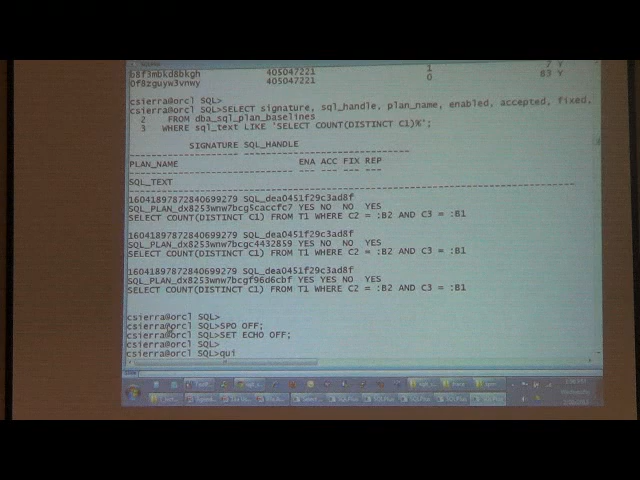 7 Y
b8f3mbkd8bkgh 405047221 1 83 Y
0f8zguy3vnwy 405047221 0
csierra@orcl SQL>
csierra@orcl SQL>SELECT signature, sql_handle, plan_name, enabled, accepted, fixed,
2 FROM dba_sql_plan_baselines
3 WHERE sql_text LIKE 'SELECT COUNT(DISTINCT C1)%';
SIGNATURE SQL_HANDLE
PLAN_NAME ENA ACC FIX REP
SQL_TEXT
16041897872840699279 SQL_dea0451f29c3ad8f
SQL_PLAN_dx8253wnw7bcg5caccfc7 YES NO NO YES
SELECT COUNT(DISTINCT C1) FROM T1 WHERE C2 = :B2 AND C3 = :B1
16041897872840699279 SQL_dea0451f29c3ad8f
SQL_PLAN_dx8253wnw7bcgc4432859 YES NO NO YES
SELECT COUNT(DISTINCT C1) FROM T1 WHERE C2 = :B2 AND C3 = :B1
16041897872840699279 SQL_dea0451f29c3ad8f
SQL_PLAN_dx8253wnw7bcgf96d6cbf YES YES NO YES
SELECT COUNT(DISTINCT C1) FROM T1 WHERE C2 = :B2 AND C3 = :B1
csierra@orcl SQL>
csierra@orcl SQL>SPO OFF;
csierra@orcl SQL>SET ECHO OFF;
csierra@orcl SQL>
csierra@orcl SQL>qui